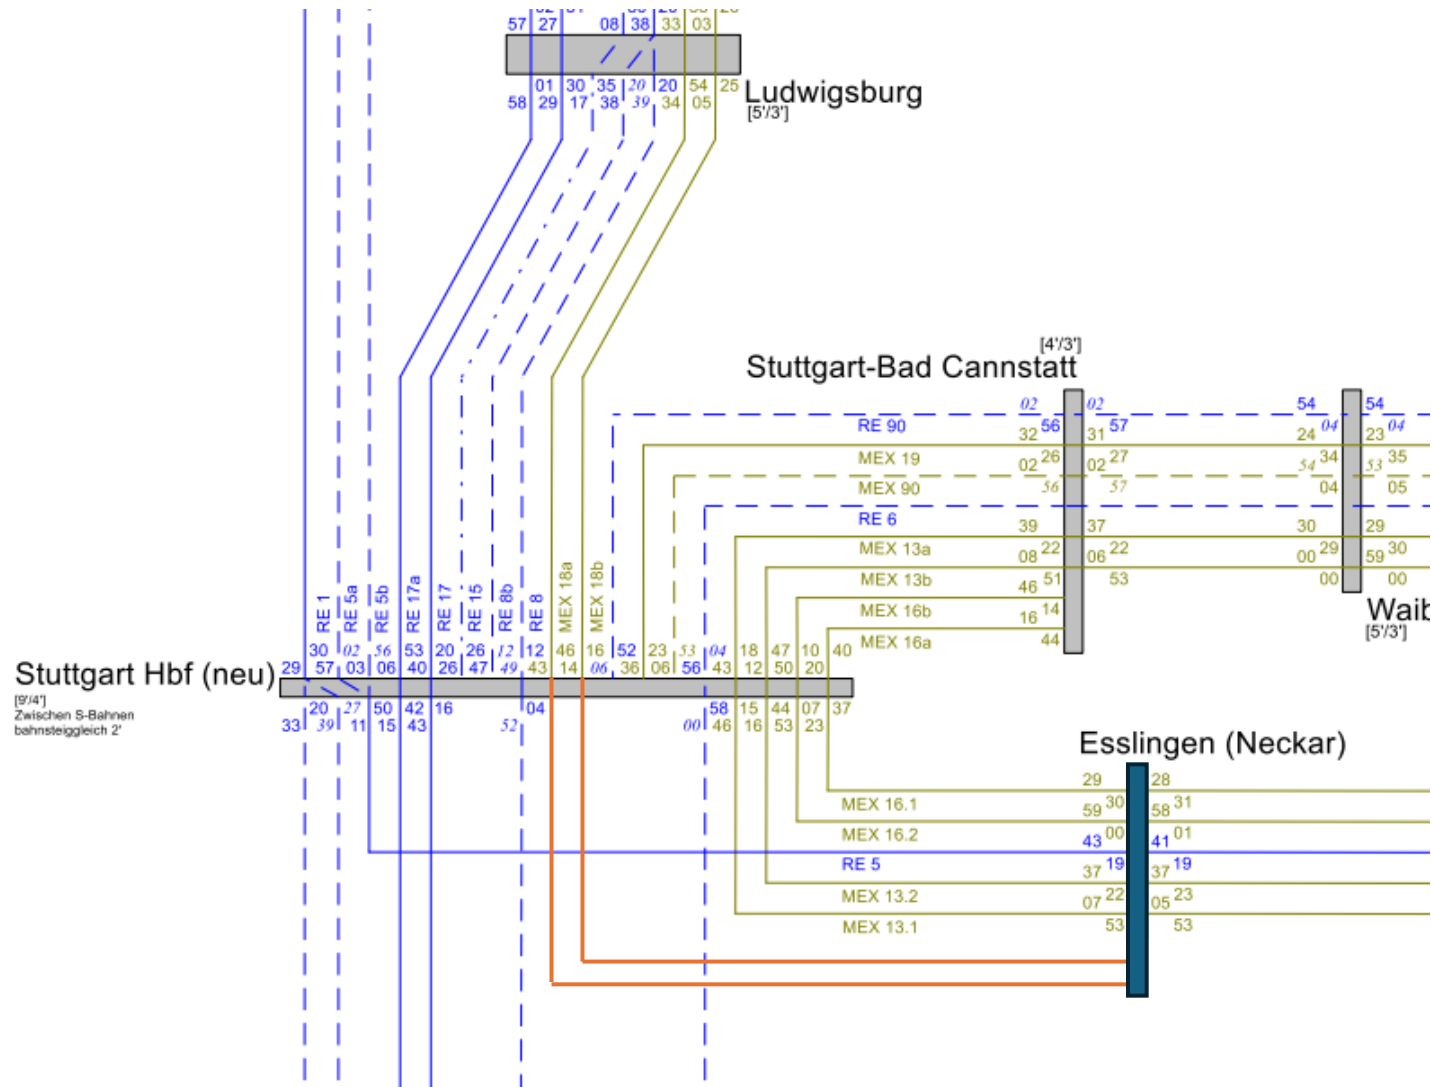 57 27 08 38 33 03
01 30 35 20 20 54 25
58 29 17 38 39 34 05
Ludwigsburg
[5'/3']
[4'/3']
Stuttgart-Bad Cannstatt
02 02 54 54
RE 90 56 57 04 04
32 31 24 23
MEX 19 26 27 34 35
02 02 54 53
MEX 90 56 57 04 05
RE 6
39 37 30 29
MEX 13a 22 22 29 30
08 06 00 59
MEX 13b 51 53 00 00
46
MEX 16b 14
16
MEX 16a 44
Waib
[5'/3']
RE 1
RE 5a
RE 5b
RE 17a
RE 17
RE 15
RE 8b
RE 8
MEX 18a
MEX 18b
30 02 56 53 20 26 12 12 46 16 52 23 53 04 18 47 10 40
29 57 03 06 40 26 47 49 43 14 06 36 06 56 43 12 50 20
Stuttgart Hbf (neu)
[9'/4']
Zwischen S-Bahnen
bahnsteiggleich 2'
20 27 50 42 16 04 58 15 44 07 37
33 39 11 15 43 52 00 46 16 53 23
Esslingen (Neckar)
29 28
MEX 16.1 30 31
59 58
MEX 16.2 00 01
43 41
RE 5 19 19
37 37
MEX 13.2 22 23
07 05
MEX 13.1 53 53